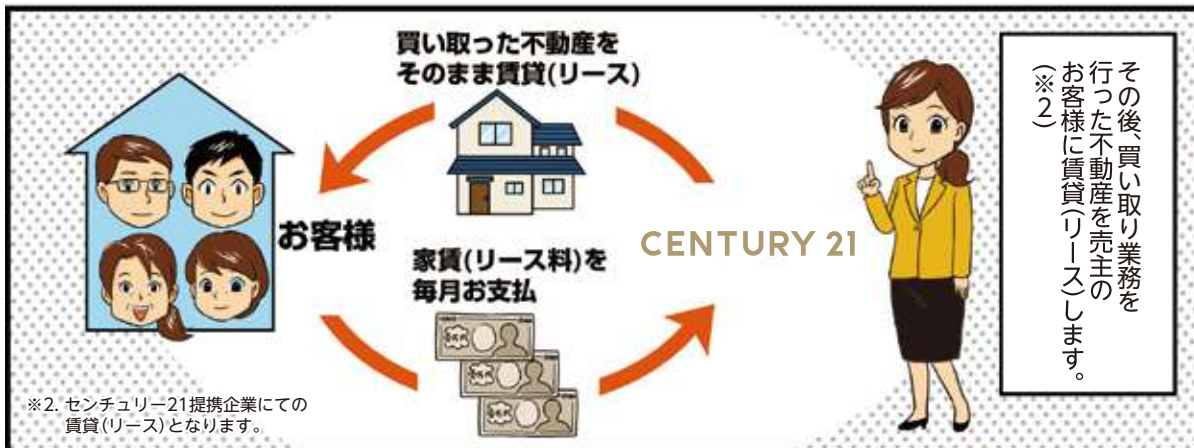 買い取った不動産を
そのまま賃貸(リース)
お客様
CENTURY 21
家賃(リース料)を
毎月お支払
※2. センチュリー21提携企業にての
賃貸(リース)となります。
その後、買い取り業務を
行った不動産を売主の
お客様に賃貸(リース)します。
(※2)